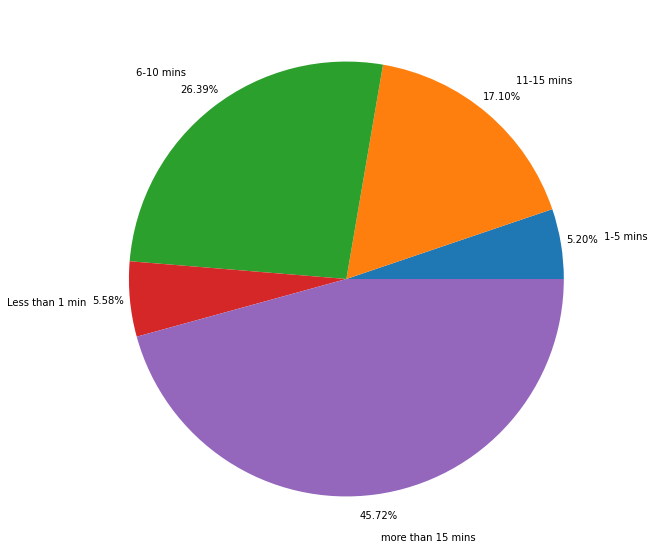 6-10 mins
26.39%
11-15 mins
17.10%
5.20%
1-5 mins
Less than 1 min
5.58%
45.72%
more than 15 mins